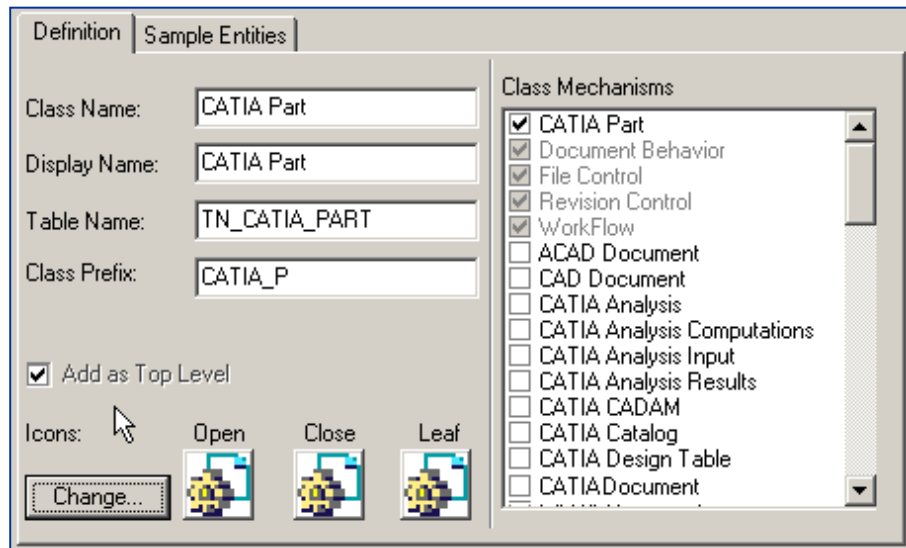 Definition
Sample Entities
Class Name:
CATIA Part
Display Name:
CATIA Part
Table Name:
TN_CATIA_PART
Class Prefix:
CATIA_P
Add as Top Level
Icons:
Open
Close
Leaf
Change...
Class Mechanisms
CATIA Part
Document Behavior
File Control
Revision Control
WorkFlow
ACAD Document
CAD Document
CATIA Analysis
CATIA Analysis Computations
CATIA Analysis Input
CATIA Analysis Results
CATIA CADAM
CATIA Catalog
CATIA Design Table
CATIADocument